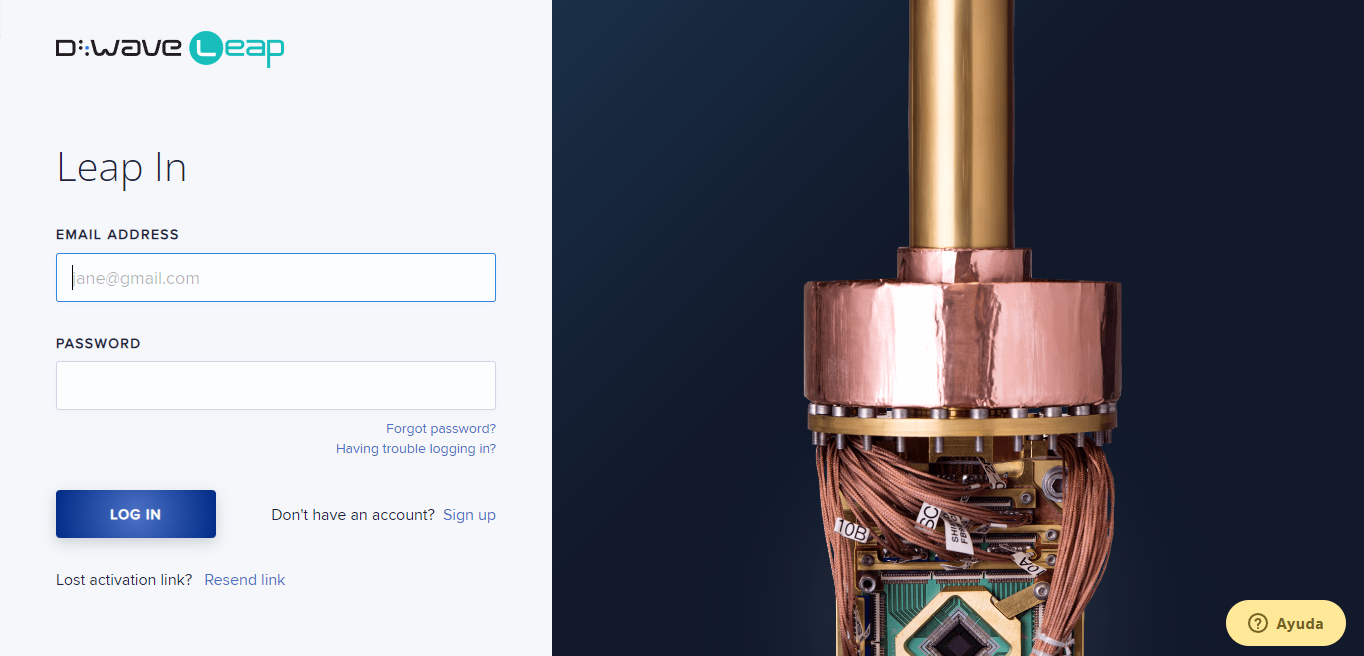 D:wave Leap
Leap In
EMAIL ADDRESS
jane@gmail.com
PASSWORD
Forgot password?
Having trouble logging in?
LOG IN
Don't have an account? Sign up
Lost activation link? Resend link
10B
SC
Ayuda